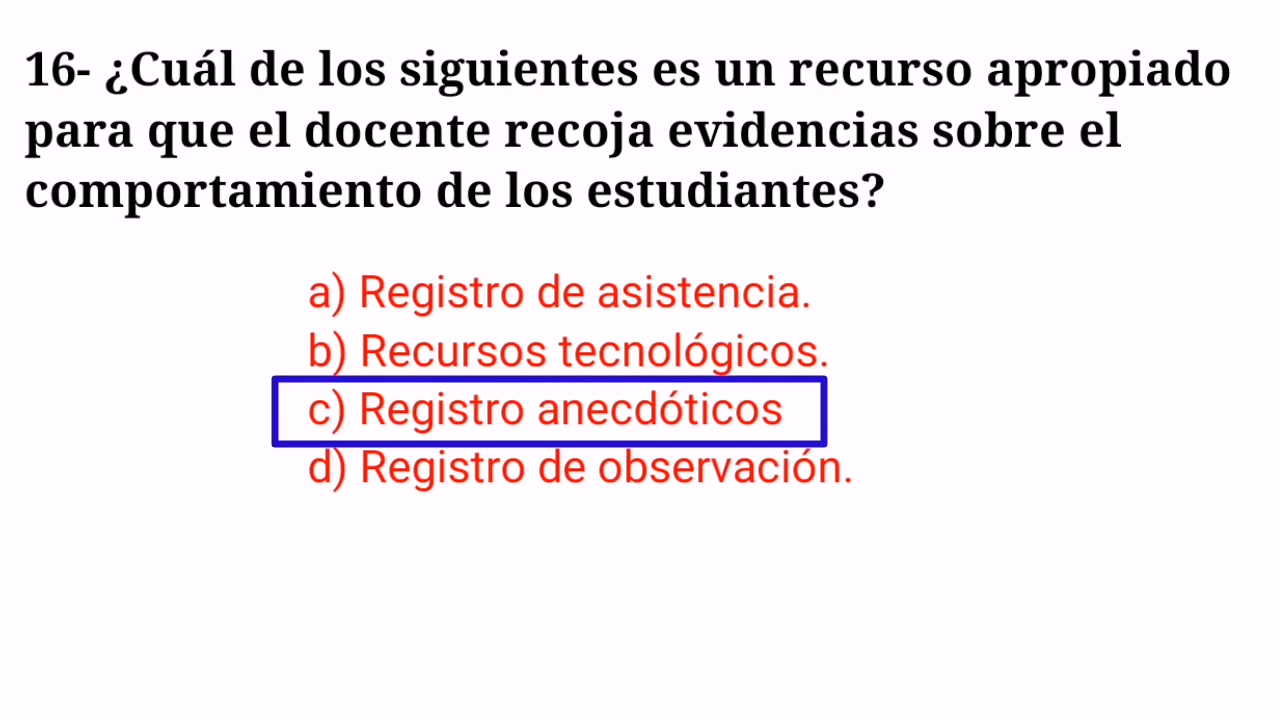 16- ¿Cuál de los siguientes es un recurso apropiado
para que el docente recoja evidencias sobre el
comportamiento de los estudiantes?
a) Registro de asistencia.
b) Recursos tecnológicos.
c) Registro anecdóticos
d) Registro de observación.